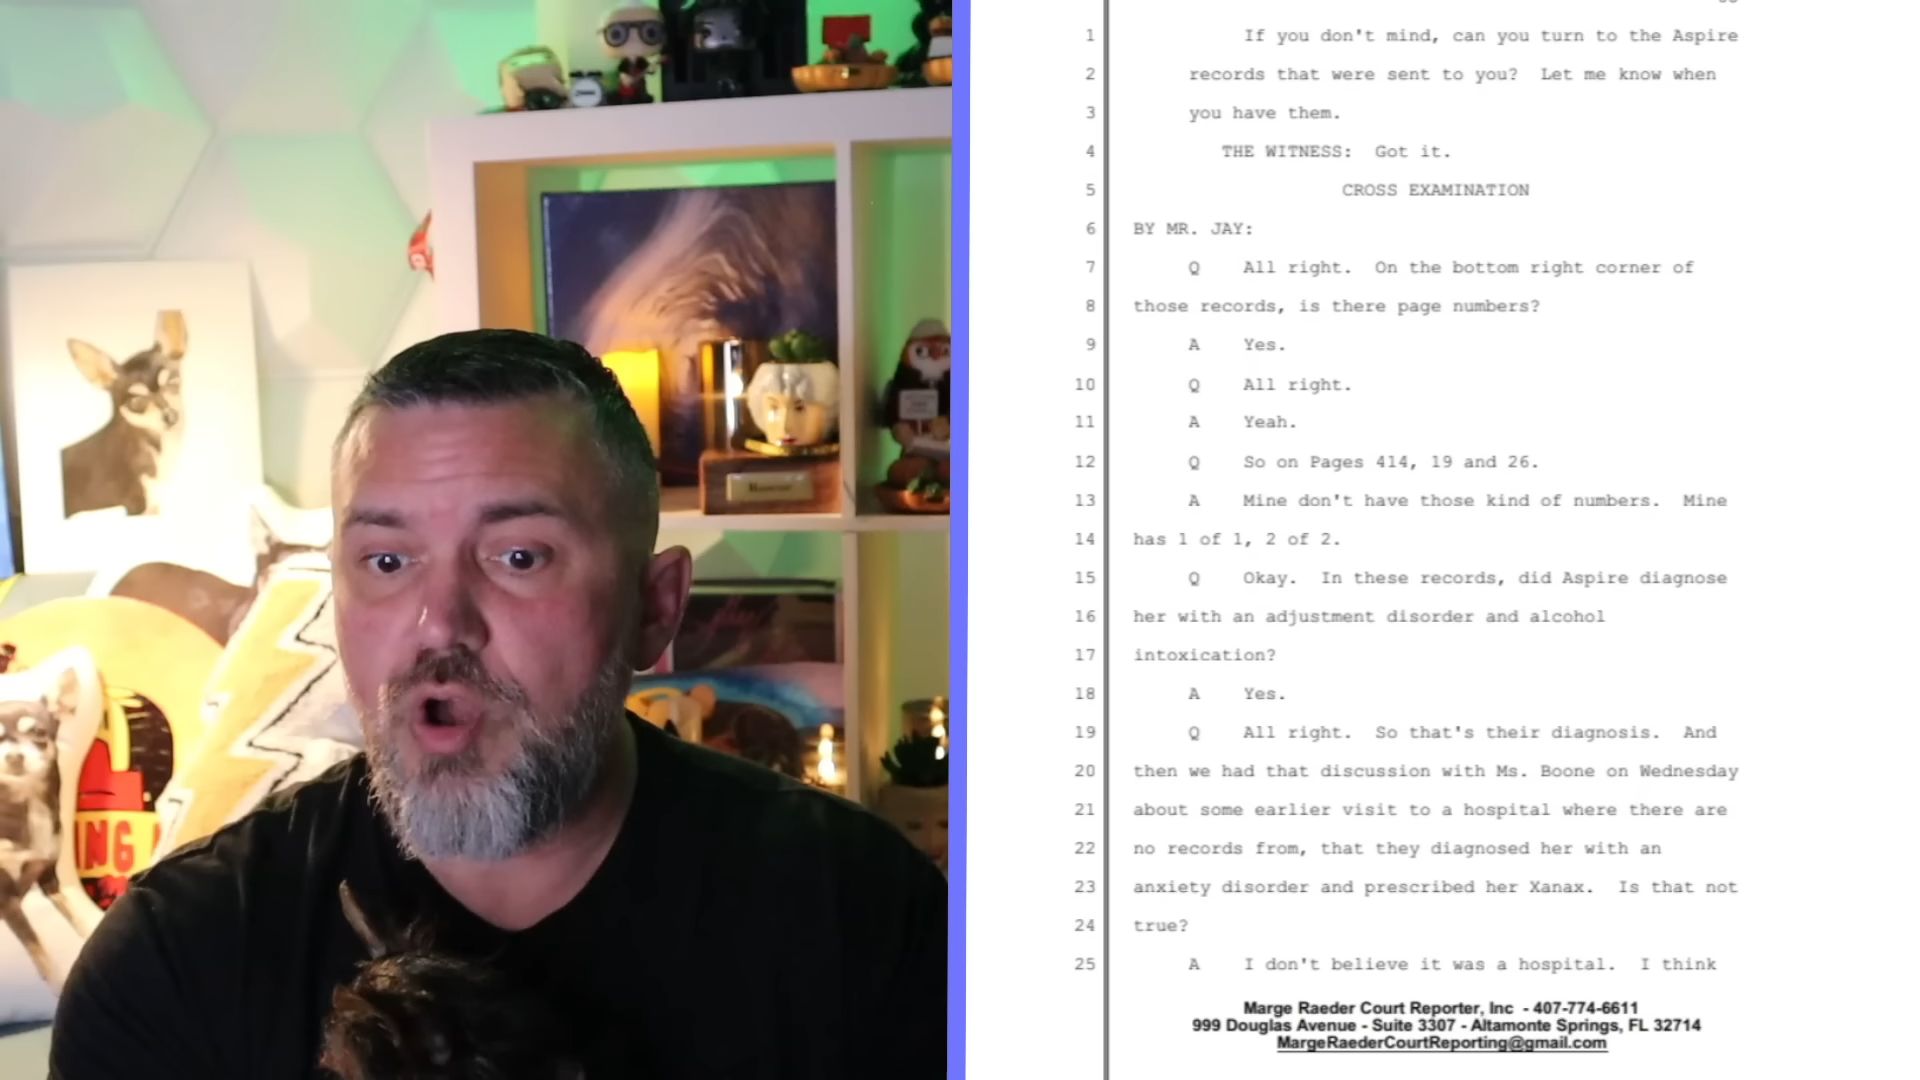 1 If you don't mind, can you turn to the Aspire
2 records that were sent to you? Let me know when
3 you have them.
4 THE WITNESS: Got it.
5 CROSS EXAMINATION
6 BY MR. JAY:
7 Q All right. On the bottom right corner of
8 those records, is there page numbers?
9 A Yes.
10 Q All right.
11 A Yeah.
12 Q So on Pages 414, 19 and 26.
13 A Mine don't have those kind of numbers. Mine
14 has 1 of 1, 2 of 2.
15 Q Okay. In these records, did Aspire diagnose
16 her with an adjustment disorder and alcohol
17 intoxication?
18 A Yes.
19 Q All right. So that's their diagnosis. And
20 then we had that discussion with Ms. Boone on Wednesday
21 about some earlier visit to a hospital where there are
22 no records from, that they diagnosed her with an
23 anxiety disorder and prescribed her Xanax. Is that not
24 true?
25 A I don't believe it was a hospital. I think
Marge Raeder Court Reporter, Inc - 407-774-6611
999 Douglas Avenue - Suite 3307 - Altamonte Springs, FL 32714
MargeRaederCourtReporting@gmail.com